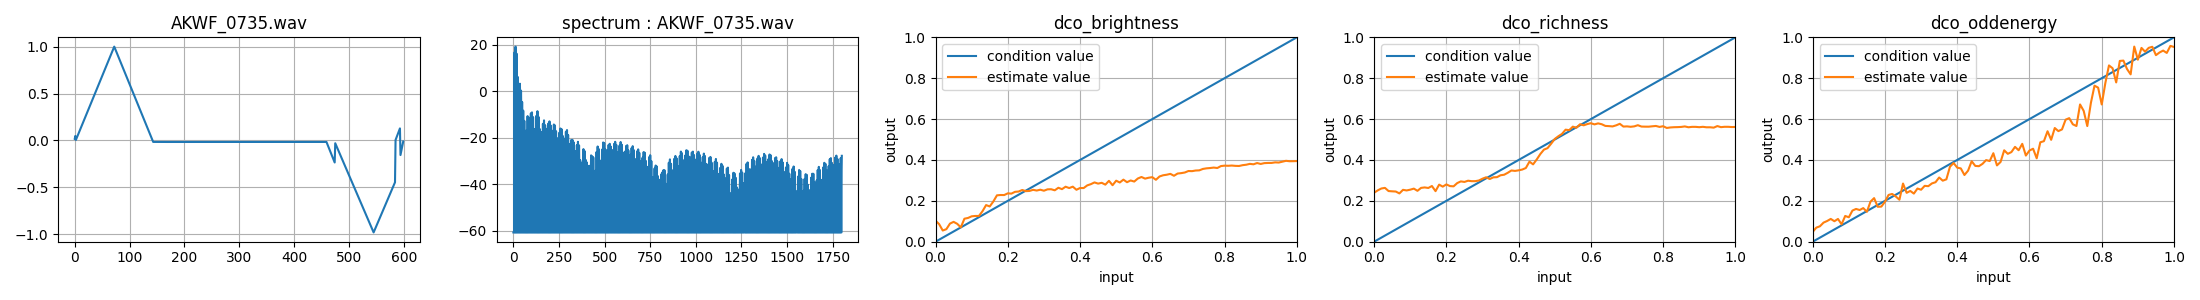 AKWF_0735.wav
1.0
0.5
0.0
−0.5
−1.0
0 100 200 300 400 500 600
spectrum : AKWF_0735.wav
20
0
−20
−40
−60
0 250 500 750 1000 1250 1500 1750
dco_brightness
condition value
estimate value
output
1.0
0.8
0.6
0.4
0.2
0.0
0.0 0.2 0.4 0.6 0.8 1.0
input
dco_richness
condition value
estimate value
output
1.0
0.8
0.6
0.4
0.2
0.0
0.0 0.2 0.4 0.6 0.8 1.0
input
dco_oddenergy
condition value
estimate value
output
1.0
0.8
0.6
0.4
0.2
0.0
0.0 0.2 0.4 0.6 0.8 1.0
input